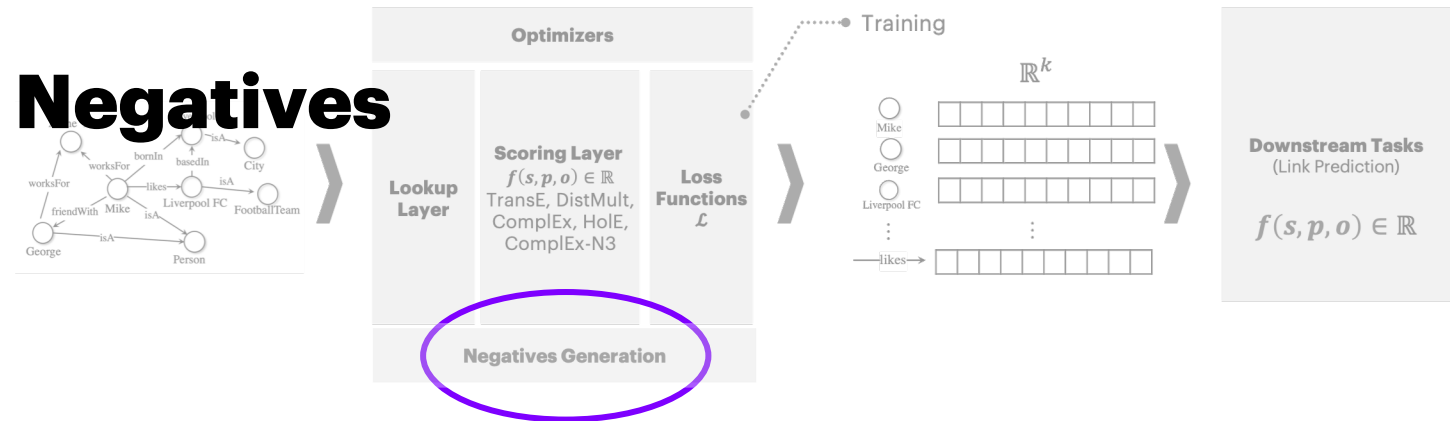 Negatives
worksFor
worksFor
bornIn
isA
City
basedIn
likes
isA
Mike
Liverpool FC
FootballTeam
friendWith
isA
isA
George
Person
Optimizers
Lookup
Layer
Scoring Layer
f(s, p, o) ∈ ℝ
TransE, DistMult,
ComplEx, HolE,
ComplEx-N3
Loss
Functions
ℒ
Negatives Generation
Training
ℝᵏ
Mike
George
Liverpool FC
⋮
⋮
likes
Downstream Tasks
(Link Prediction)
f(s, p, o) ∈ ℝ